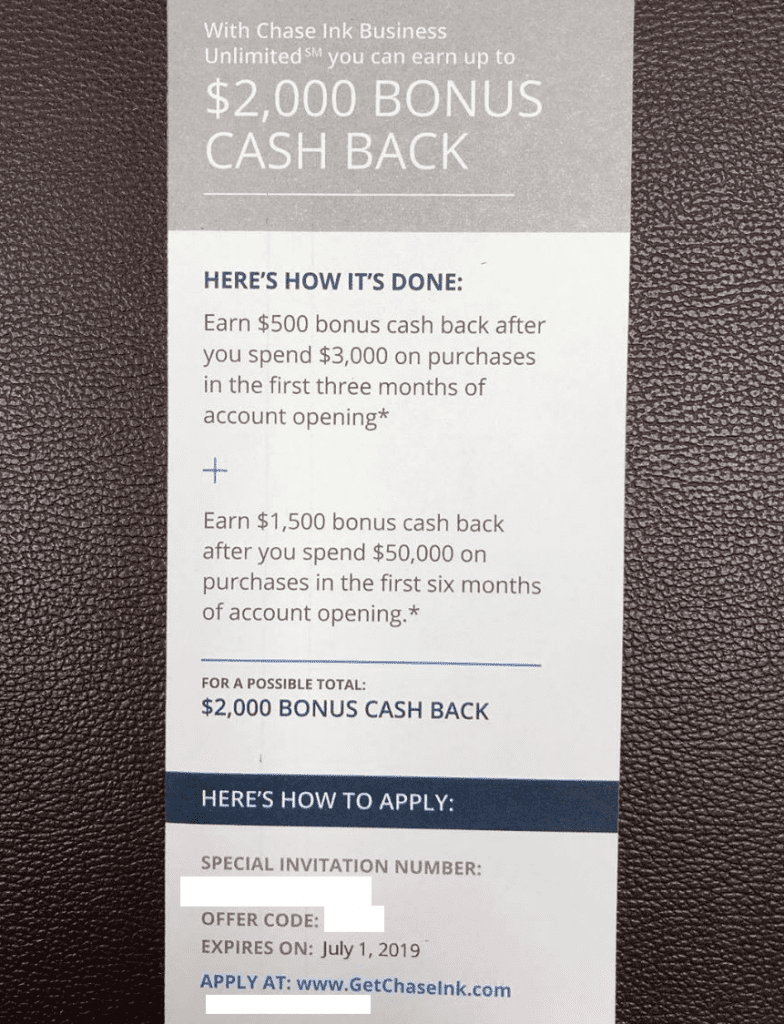 With Chase Ink Business
Unlimited℠ you can earn up to
$2,000 BONUS
CASH BACK
HERE'S HOW IT'S DONE:
Earn $500 bonus cash back after
you spend $3,000 on purchases
in the first three months of
account opening*
+
Earn $1,500 bonus cash back
after you spend $50,000 on
purchases in the first six months
of account opening.*
FOR A POSSIBLE TOTAL:
$2,000 BONUS CASH BACK
HERE'S HOW TO APPLY:
SPECIAL INVITATION NUMBER:
OFFER CODE:
EXPIRES ON: July 1, 2019
APPLY AT: www.GetChaseInk.com